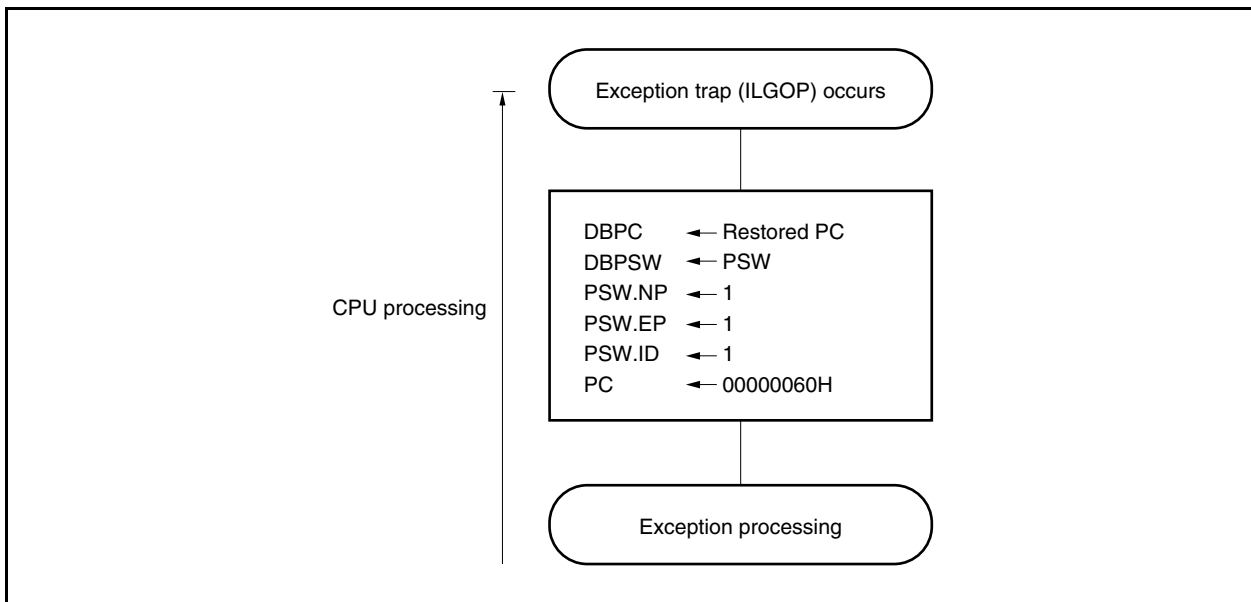 Exception trap (ILGOP) occurs
DBPC ← Restored PC
DBPSW ← PSW
PSW.NP ← 1
PSW.EP ← 1
PSW.ID ← 1
PC ← 00000060H
CPU processing
Exception processing